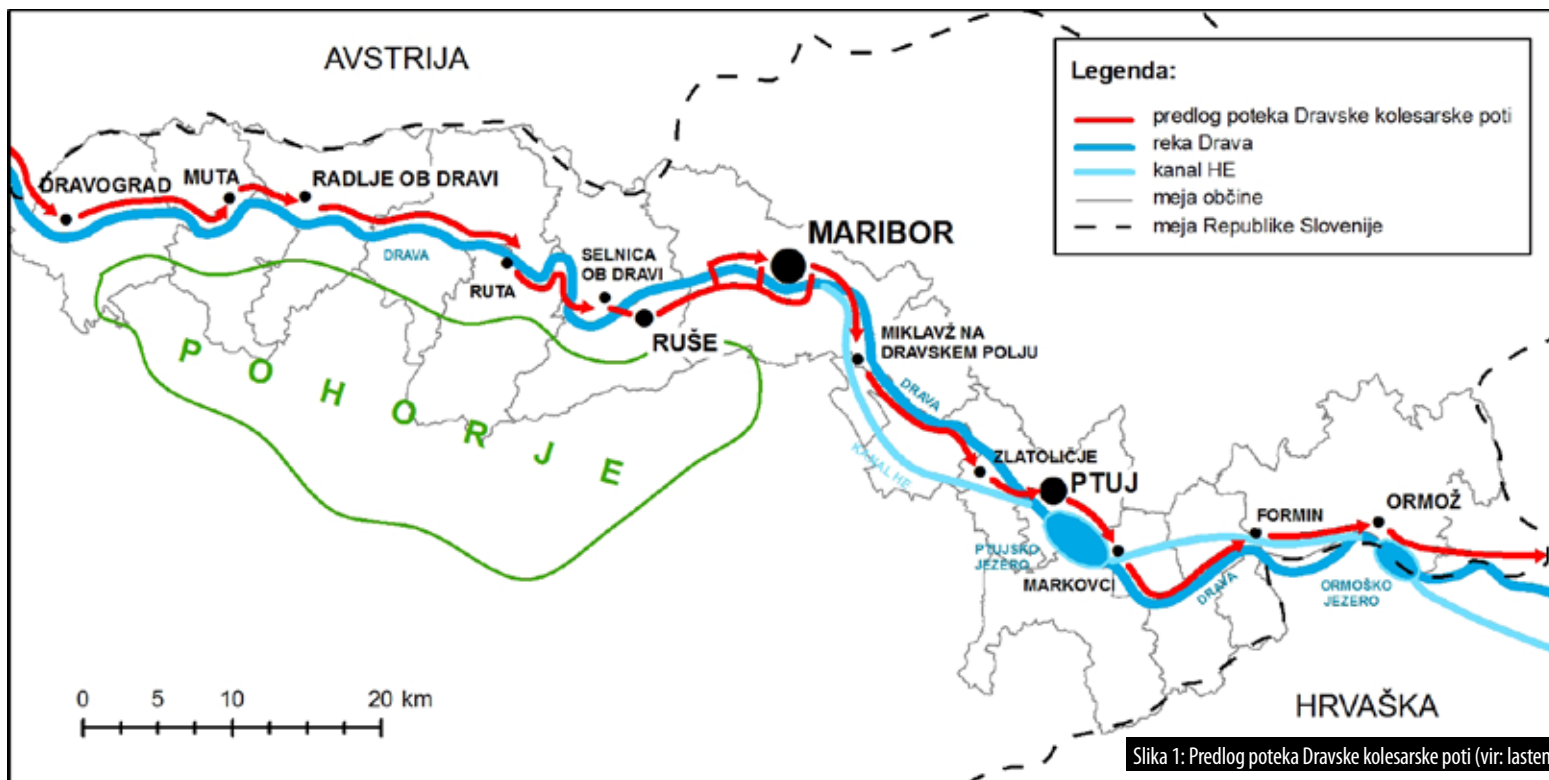 AVSTRIJA
Legenda:
predlog poteka Dravske kolesarske poti
reka Drava
kanal HE
meja občine
meja Republike Slovenije
DRAVOGRAD
MUTA
RADLJE OB DRAVI
DRAVA
RUTA
SELNICA
OB DRAVI
RUŠE
MARIBOR
MIKLAVŽ NA
DRAVSKEM POLJU
POHORJE
DRAVA
KANAL HE
ZLATOLIČJE
PTUJ
PTUJSKO
JEZERO
MARKOVCI
DRAVA
FORMIN
ORMOŽ
ORMOŠKO
JEZERO
0 5 10 20 km
HRVAŠKA
Slika 1: Predlog poteka Dravske kolesarske poti (vir: lasten